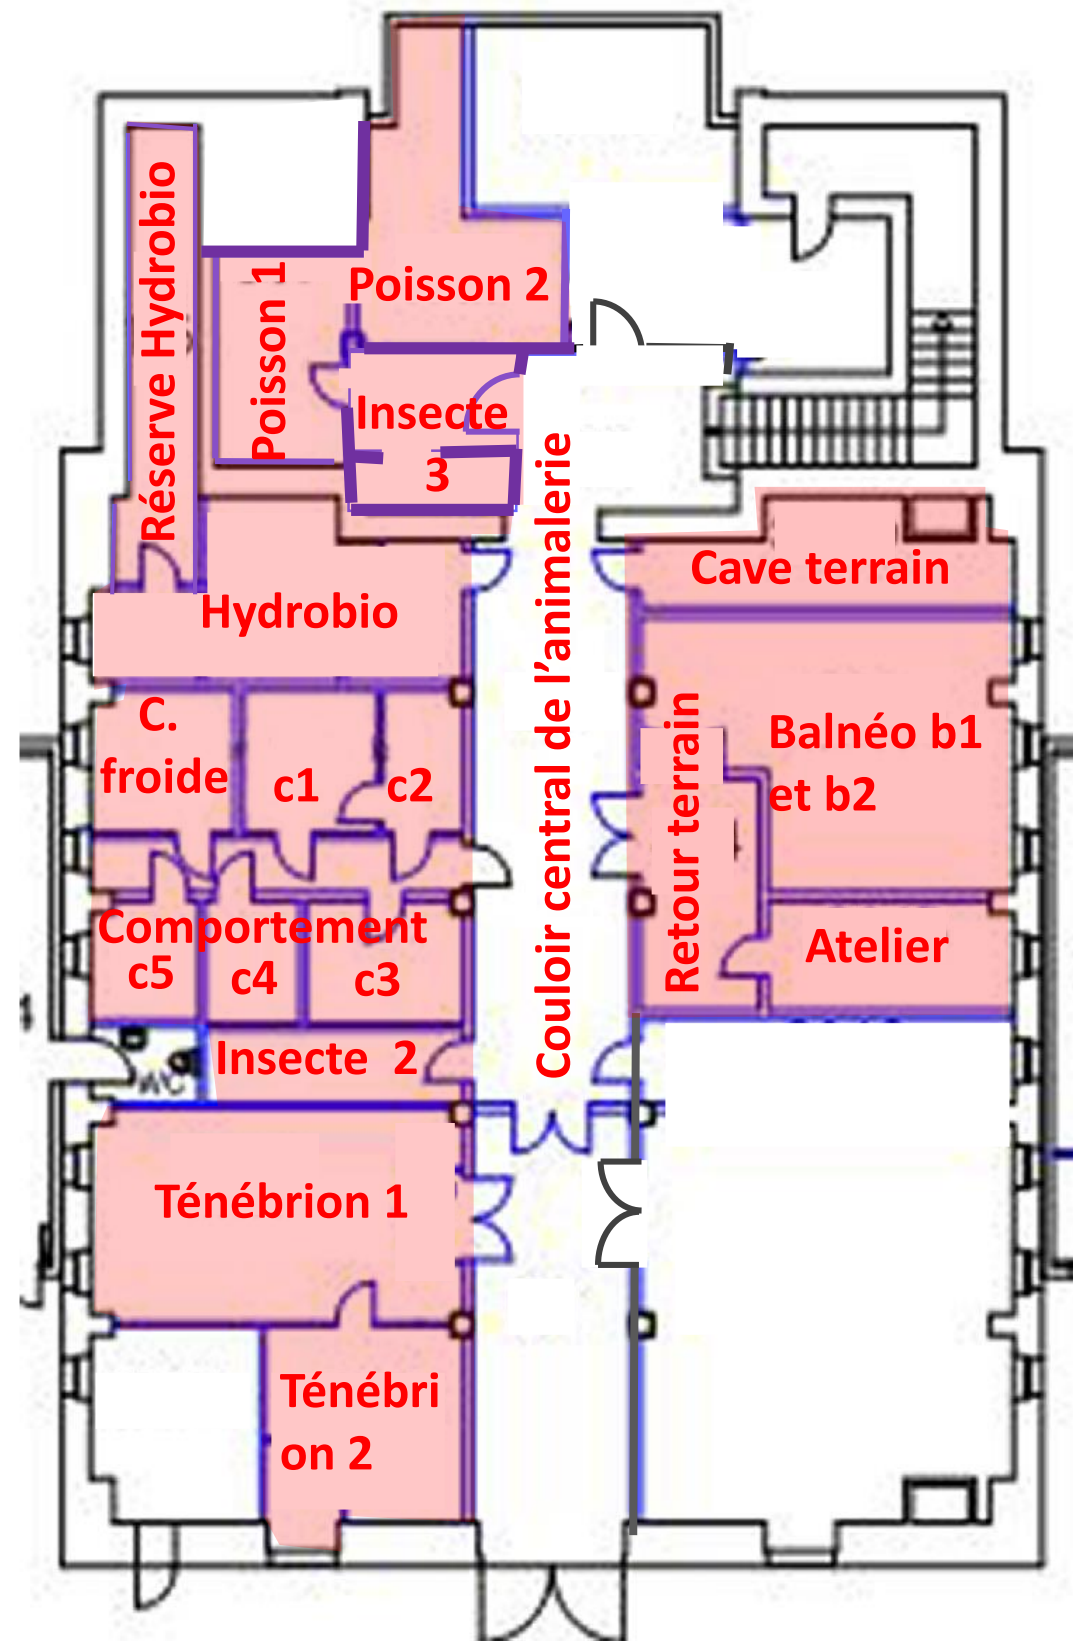 Réserve Hydrobio
Poisson 1
Poisson 2
Insecte
3
Couloir central de l’animalerie
Hydrobio
Cave terrain
C.
froide
c1
c2
Balnéo b1
et b2
Retour terrain
Comportement
c5
c4
c3
Atelier
Insecte 2
WC
Ténébrion 1
Ténébri
on 2